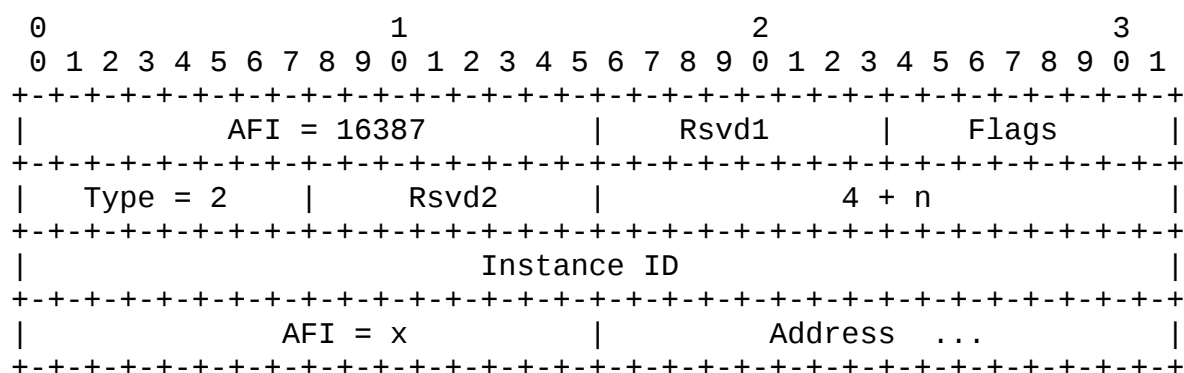 0                   1                   2                   3
 0 1 2 3 4 5 6 7 8 9 0 1 2 3 4 5 6 7 8 9 0 1 2 3 4 5 6 7 8 9 0 1
+-+-+-+-+-+-+-+-+-+-+-+-+-+-+-+-+-+-+-+-+-+-+-+-+-+-+-+-+-+-+-+-+
|           AFI = 16387         |     Rsvd1     |     Flags     |
+-+-+-+-+-+-+-+-+-+-+-+-+-+-+-+-+-+-+-+-+-+-+-+-+-+-+-+-+-+-+-+-+
|   Type = 2    |     Rsvd2     |             4 + n             |
+-+-+-+-+-+-+-+-+-+-+-+-+-+-+-+-+-+-+-+-+-+-+-+-+-+-+-+-+-+-+-+-+
|                         Instance ID                           |
+-+-+-+-+-+-+-+-+-+-+-+-+-+-+-+-+-+-+-+-+-+-+-+-+-+-+-+-+-+-+-+-+
|              AFI = x          |         Address  ...          |
+-+-+-+-+-+-+-+-+-+-+-+-+-+-+-+-+-+-+-+-+-+-+-+-+-+-+-+-+-+-+-+-+